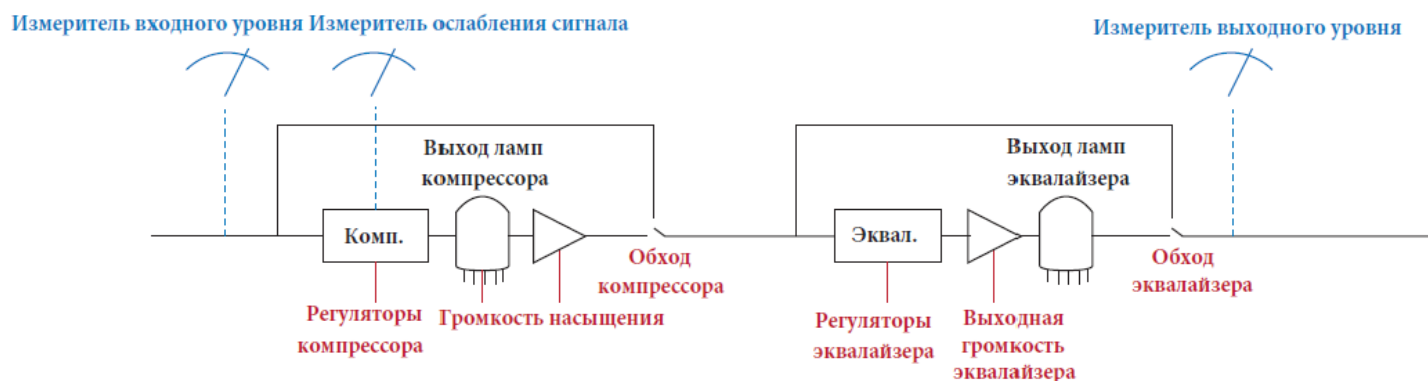 Измеритель входного уровня
Измеритель ослабления сигнала
Измеритель выходного уровня
Выход ламп
компрессора
Выход ламп
эквалайзера
Комп.
Эквал.
Обход
компрессора
Обход
эквалайзера
Регуляторы
компрессора
Громкость насыщения
Регуляторы
эквалайзера
Выходная
громкость
эквалайзера